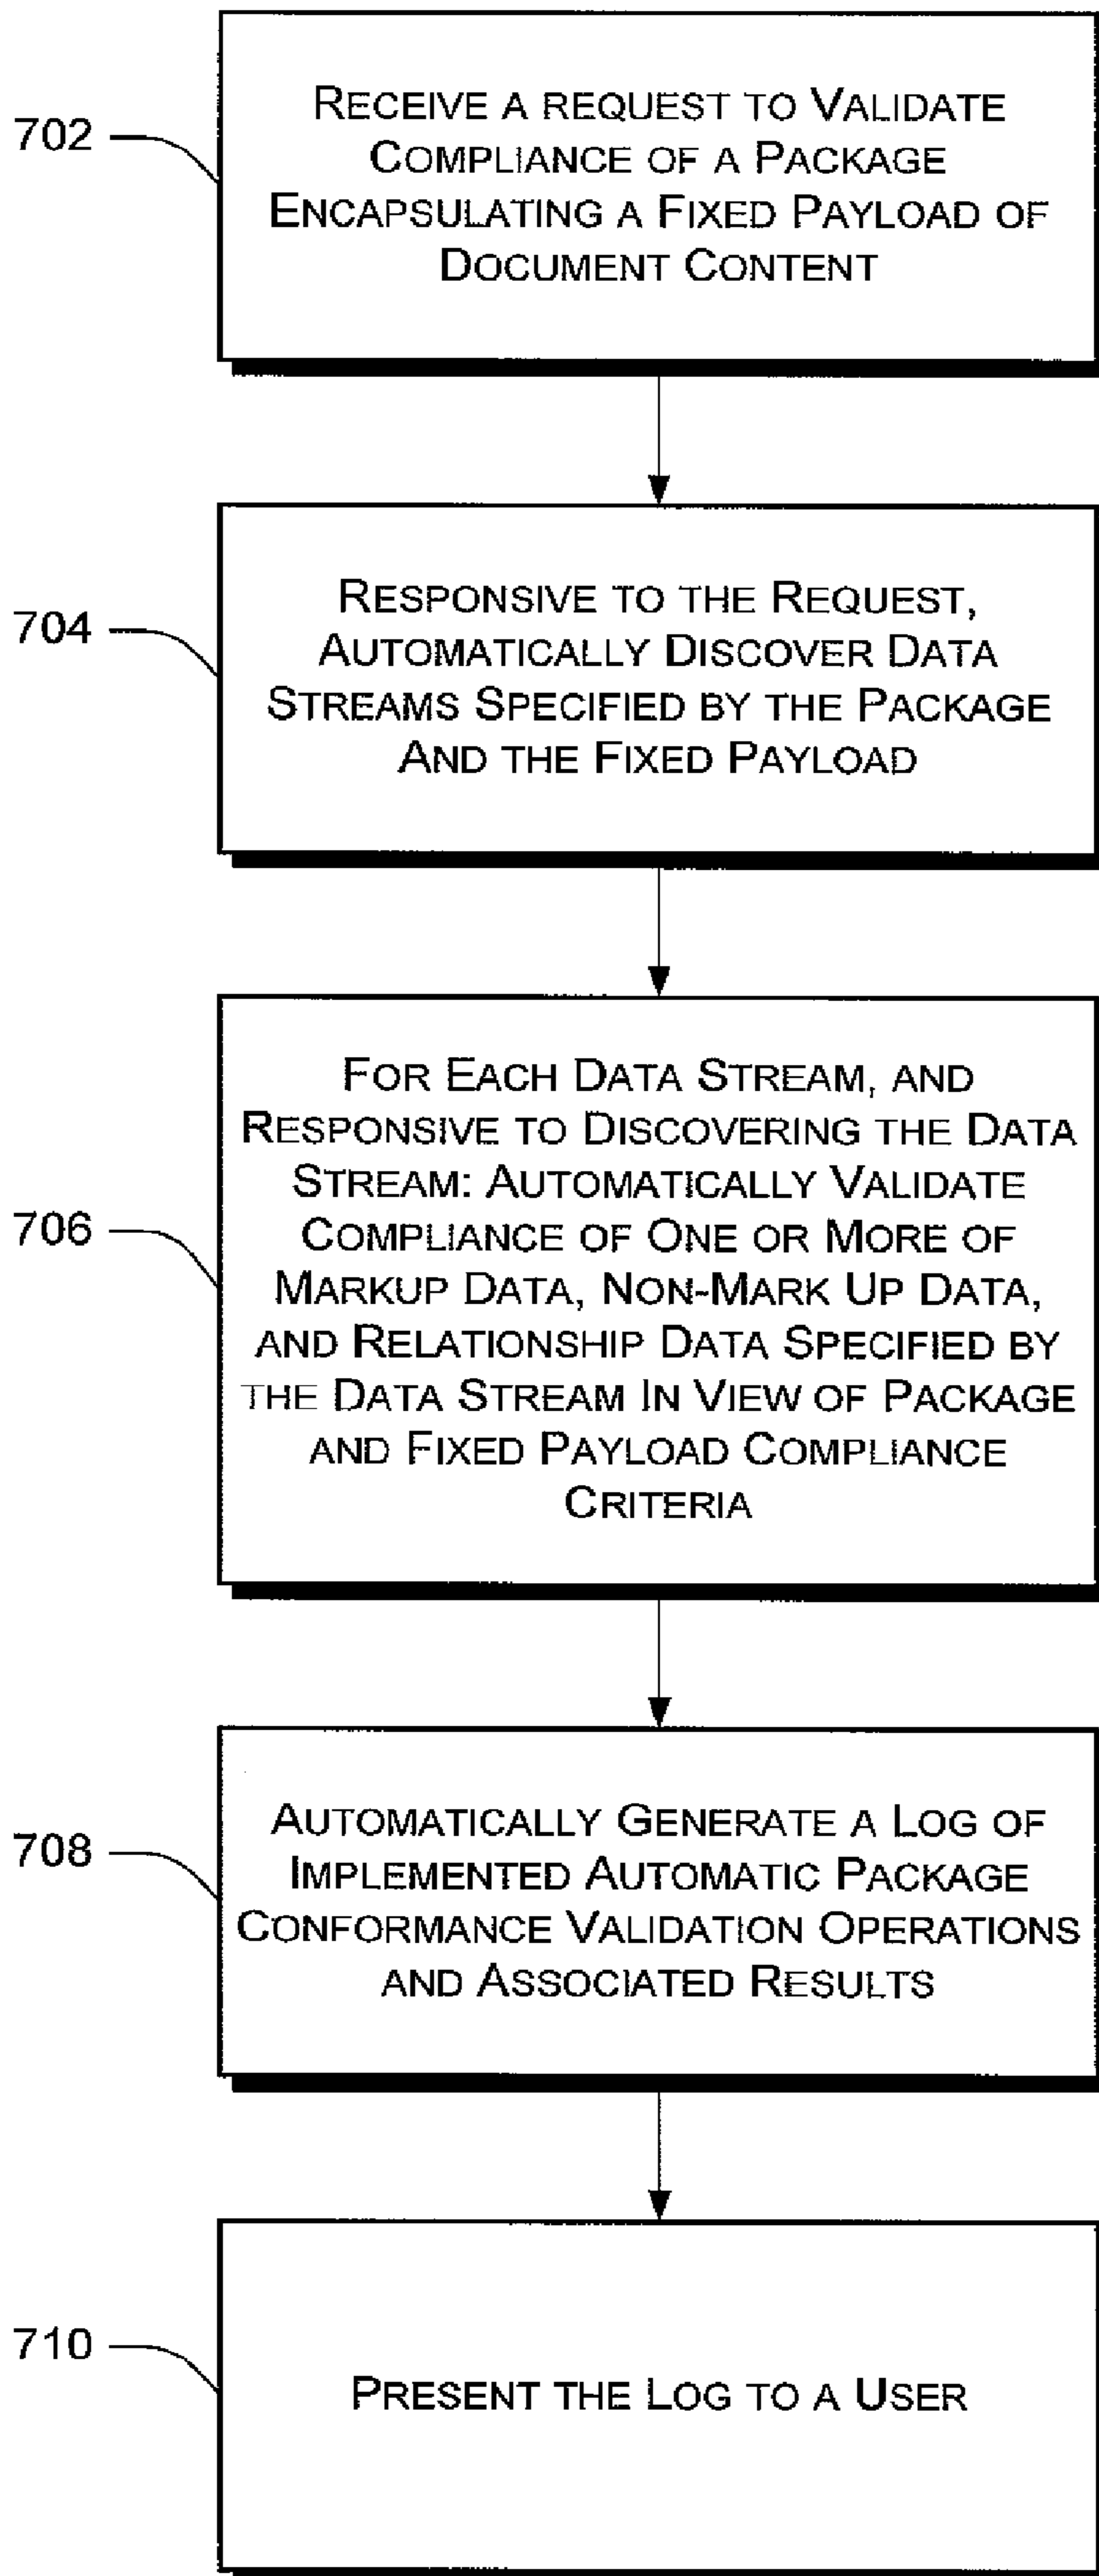 702
RECEIVE A REQUEST TO VALIDATE
COMPLIANCE OF A PACKAGE
ENCAPSULATING A FIXED PAYLOAD OF
DOCUMENT CONTENT
704
RESPONSIVE TO THE REQUEST,
AUTOMATICALLY DISCOVER DATA
STREAMS SPECIFIED BY THE PACKAGE
AND THE FIXED PAYLOAD
706
FOR EACH DATA STREAM, AND
RESPONSIVE TO DISCOVERING THE DATA
STREAM: AUTOMATICALLY VALIDATE
COMPLIANCE OF ONE OR MORE OF
MARKUP DATA, NON-MARK UP DATA,
AND RELATIONSHIP DATA SPECIFIED BY
THE DATA STREAM IN VIEW OF PACKAGE
AND FIXED PAYLOAD COMPLIANCE
CRITERIA
708
AUTOMATICALLY GENERATE A LOG OF
IMPLEMENTED AUTOMATIC PACKAGE
CONFORMANCE VALIDATION OPERATIONS
AND ASSOCIATED RESULTS
710
PRESENT THE LOG TO A USER